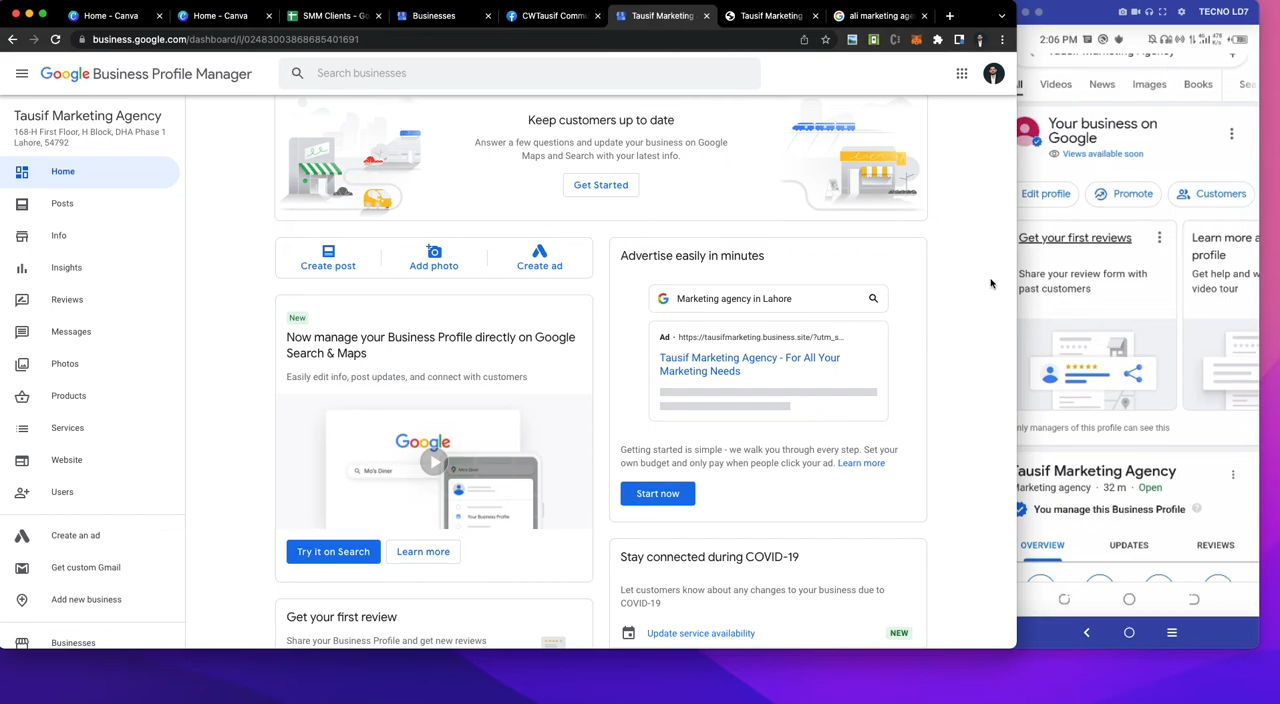 Home - Canva
Home - Canva
SMM Clients - Go
Businesses
CWTausif Commu
Tausif Marketing
Tausif Marketing
ali marketing age
business.google.com/dashboard/l/02483003868685401691
Google Business Profile Manager
Search businesses
Tausif Marketing Agency
168-H First Floor, H Block, DHA Phase 1
Lahore, 54792
Home
Posts
Info
Insights
Reviews
Messages
Photos
Products
Services
Website
Users
Create an ad
Get custom Gmail
Add new business
Businesses
Keep customers up to date
Answer a few questions and update your business on Google
Maps and Search with your latest info.
Get Started
Create post
Add photo
Create ad
New
Now manage your Business Profile directly on Google
Search & Maps
Easily edit info, post updates, and connect with customers
Google
Mo's Diner
Your Business Profile
Try it on Search
Learn more
Get your first review
Share your Business Profile and get new reviews
Advertise easily in minutes
Marketing agency in Lahore
Ad · https://tausifmarketing.business.site/?utm_s...
Tausif Marketing Agency - For All Your
Marketing Needs
Getting started is simple - we walk you through every step. Set your
own budget and only pay when people click your ad. Learn more
Start now
Stay connected during COVID-19
Let customers know about any changes to your business due to
COVID-19
Update service availability
NEW
TECNO LD7
2:06 PM
Videos
News
Images
Books
Your business on
Google
Views available soon
Edit profile
Promote
Customers
Get your first reviews
Share your review form with
past customers
Learn more a
profile
Get help and w
video tour
nly managers of this profile can see this
ausif Marketing Agency
Marketing agency · 32 m · Open
You manage this Business Profile
OVERVIEW
UPDATES
REVIEWS